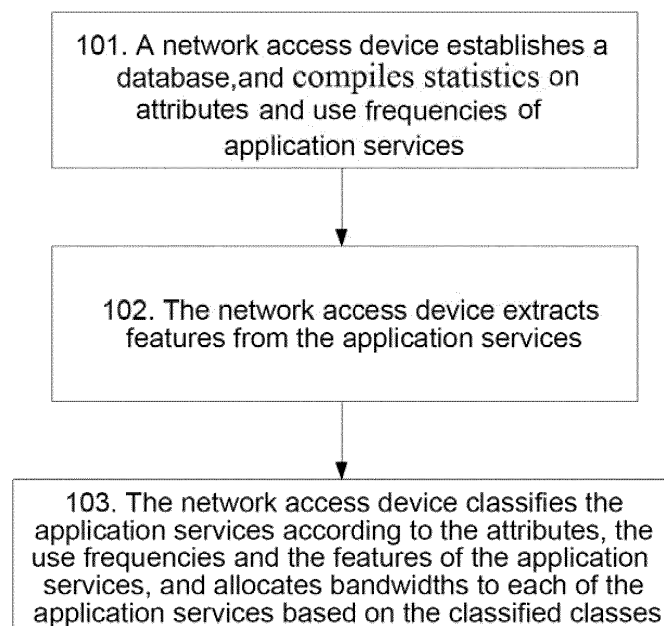 101. A network access device establishes a
database,and compiles statistics on
attributes and use frequencies of
application services
102. The network access device extracts
features from the application services
103. The network access device classifies the
application services according to the attributes, the
use frequencies and the features of the application
services, and allocates bandwidths to each of the
application services based on the classified classes